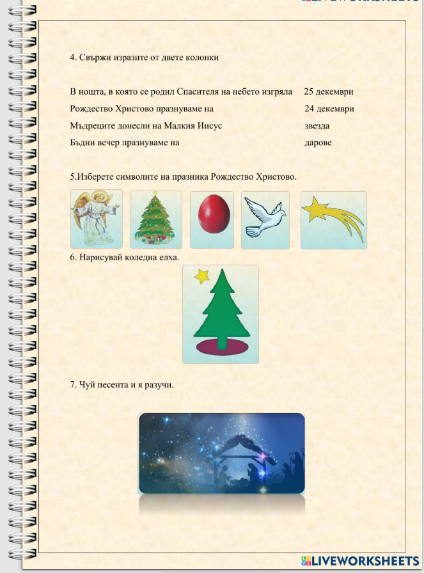 LIVEWORKSHEETS
4. Свържи изразите от двете колонки
В нощта, в която се родил Спасителя на небето изгряла 25 декември
Рождество Христово празнуваме на 24 декември
Мъдреците донесли на Малкия Иисус звезда
Бъдни вечер празнуваме на дарове
5.Изберете символите на празника Рождество Христово.
6. Нарисувай коледна елха.
7. Чуй песента и я разучи.
LIVEWORKSHEETS